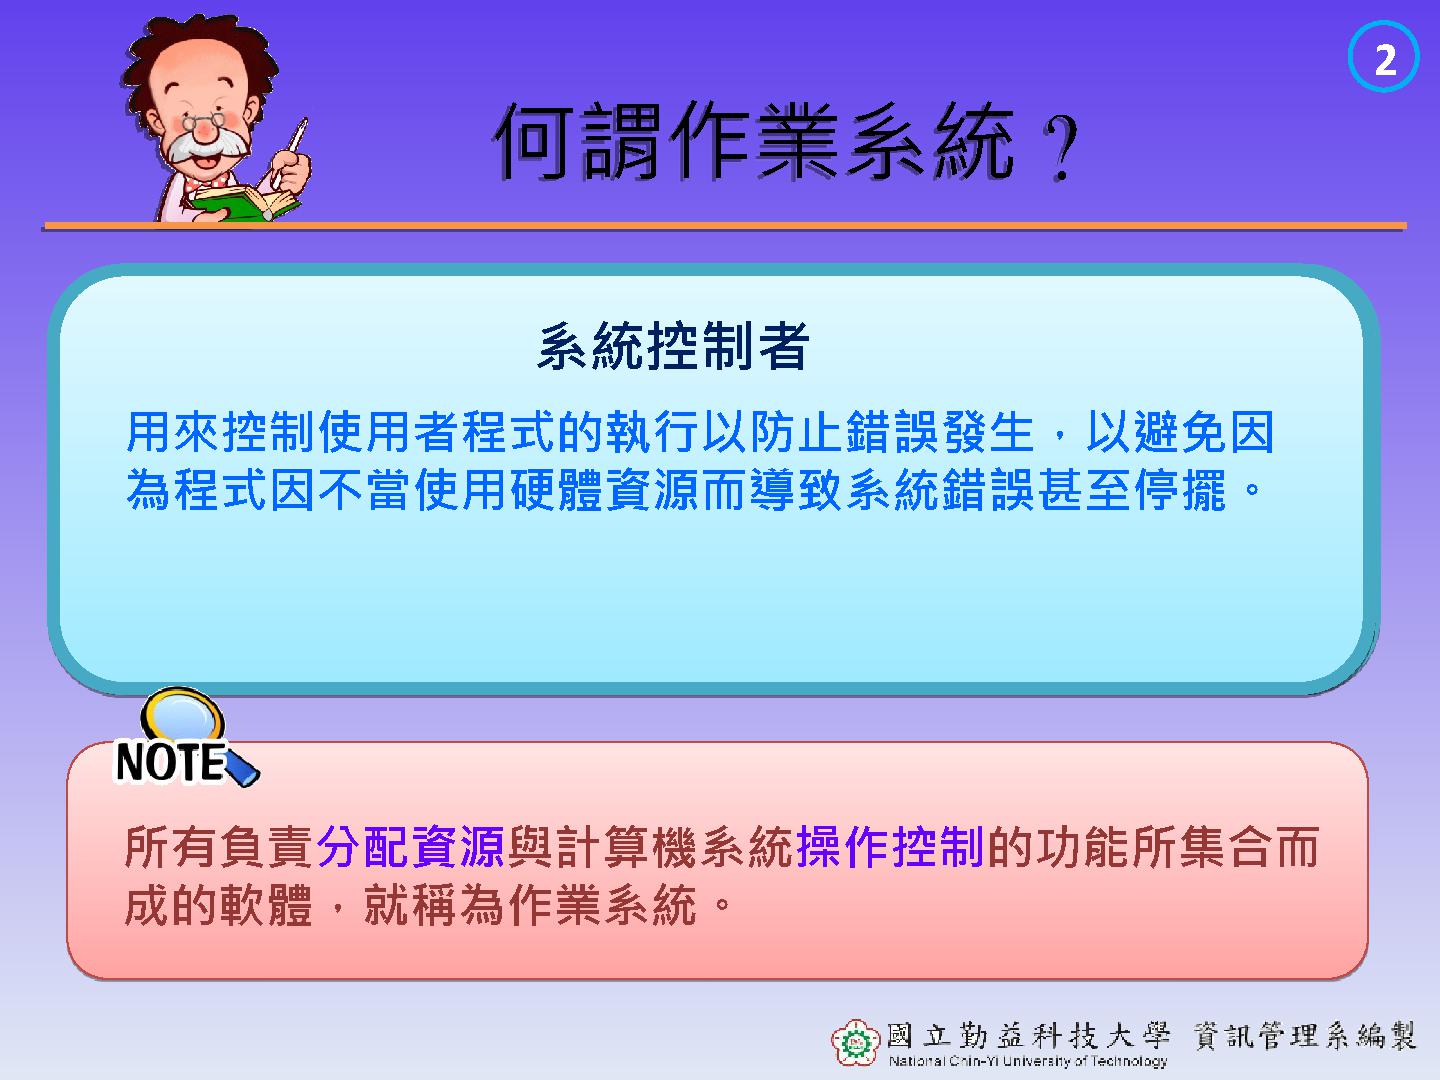 2
何謂作業系統？
系統控制者
用來控制使用者程式的執行以防止錯誤發生，以避免因
為程式因不當使用硬體資源而導致系統錯誤甚至停擺。
NOTE
所有負責分配資源與計算機系統操作控制的功能所集合而
成的軟體，就稱為作業系統。
國立勤益科技大學 資訊管理系編製
National Chin-Yi University of Technology